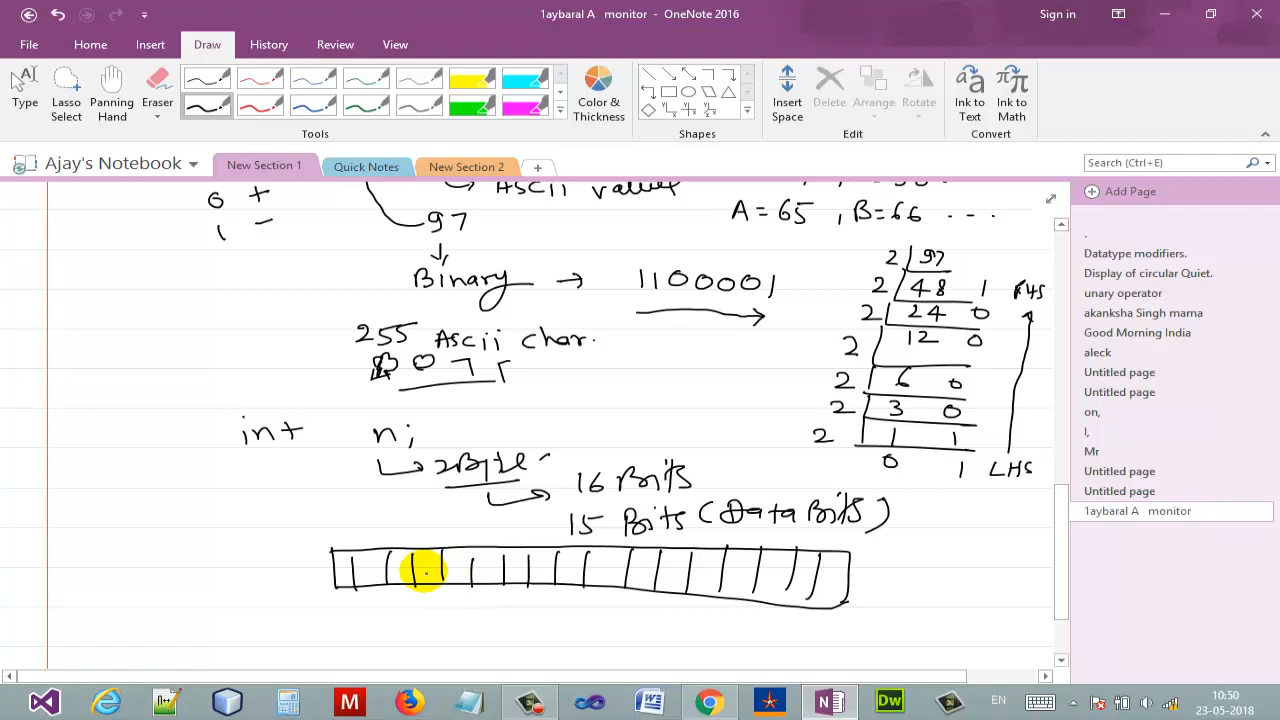 1aybaral A monitor - OneNote 2016
Sign in
File Home Insert Draw History Review View
Type
Lasso Select
Panning Hand
Eraser
Color & Thickness
Insert Space
Delete
Arrange
Rotate
Ink to Text
Ink to Math
Tools
Shapes
Edit
Convert
Ajay's Notebook
New Section 1
Quick Notes
New Section 2
Search (Ctrl+E)
Add Page
.
Datatype modifiers.
Display of circular Quiet.
unary operator
akanksha Singh mama
Good Morning India
aleck
Untitled page
Untitled page
on,
I,
Mr
Untitled page
Untitled page
1aybaral A monitor
ASCII value
0 +
1 -
97
A = 65 , B = 66 ---
Binary → 1100001
255 Ascii char.
int n;
2Byte
16 Bits
15 Bits (Data Bits)
2 97
2 48 1 RHS
2 24 0
2 12 0
2 6 0
2 3 0
2 1 1
0 1 LHS
M
Dw
EN
10:50
23-05-2018